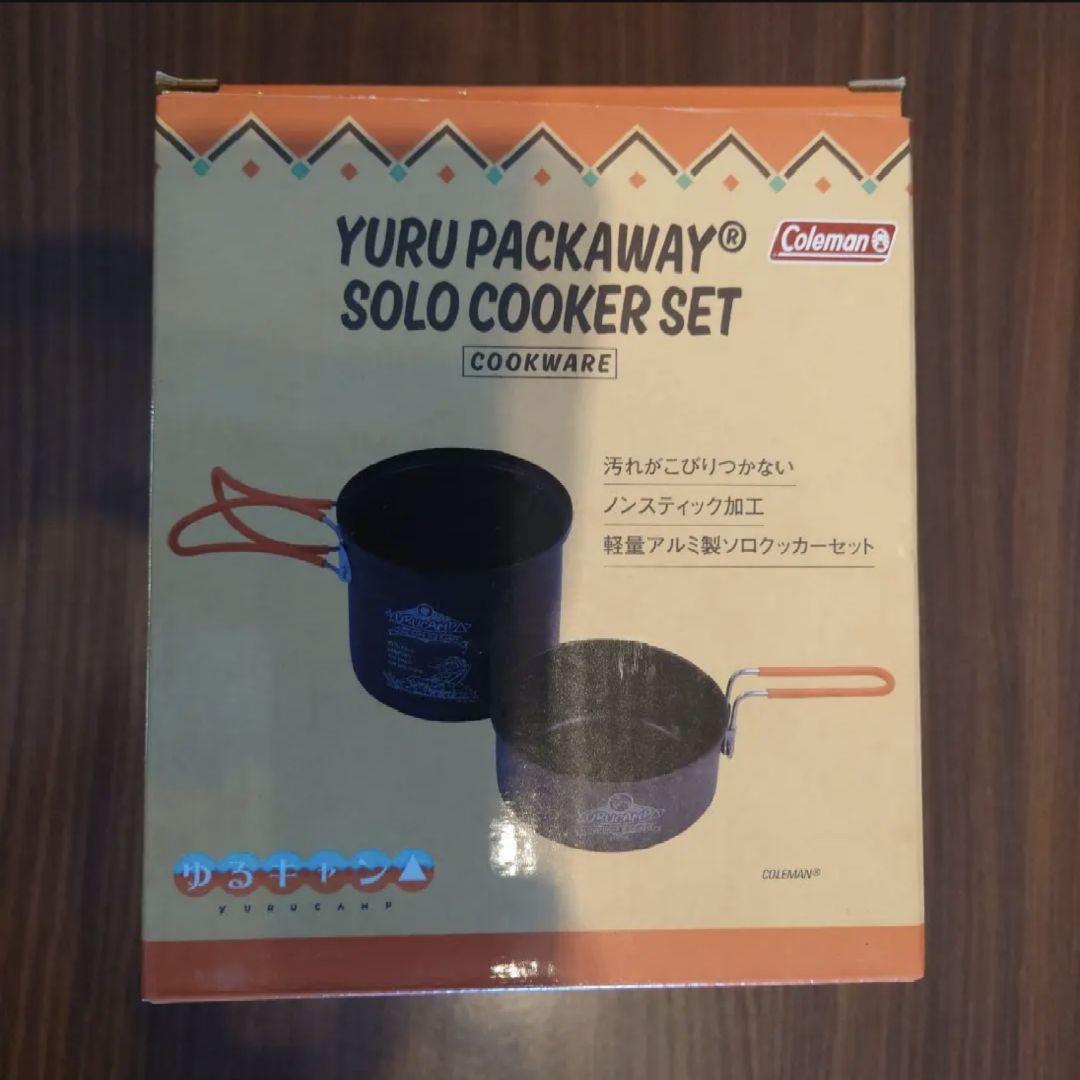 YURU PACKAWAY®
Coleman
SOLO COOKER SET
COOKWARE
汚れがこびりつかない
ノンスティック加工
軽量アルミ製ソロクッカーセット
YURUCAMP△
YURUCAMP△
ゆるキャン△
YURUCAMP
COLEMAN®